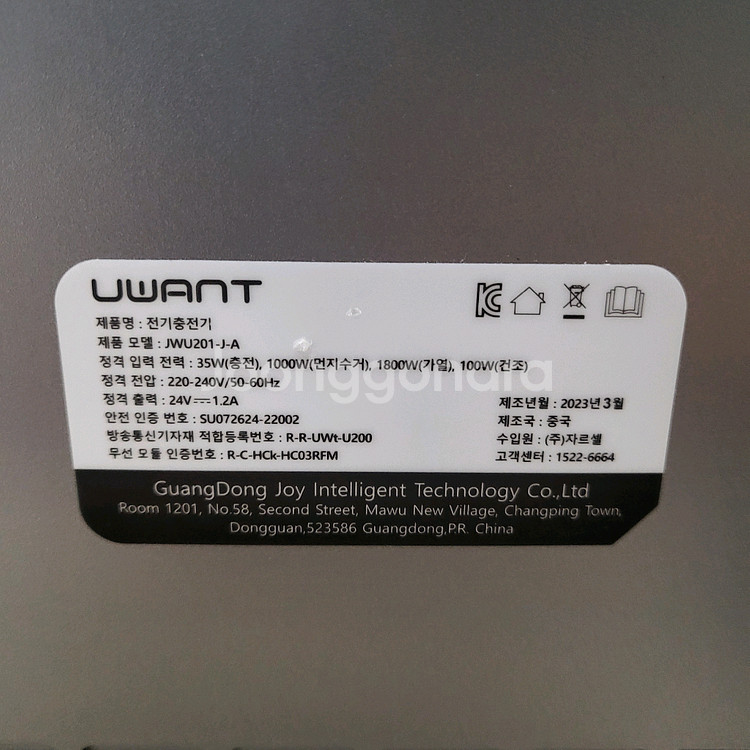 UWANT
제품명 : 전기충전기
제품 모델 : JWU201-J-A
정격 입력 전력 : 35W(충전), 1000W(먼지수거), 1800W(가열), 100W(건조)
정격 전압 : 220-240V/50-60Hz
정격 출력 : 24V⎓1.2A
안전 인증 번호 : SU072624-22002
방송통신기자재 적합등록번호 : R-R-UWt-U200
무선 모듈 인증번호 : R-C-HCk-HC03RFM
제조년월 : 2023년 3월
제조국 : 중국
수입원 : (주)자르셀
고객센터 : 1522-6664
GuangDong Joy Intelligent Technology Co.,Ltd
Room 1201, No.58, Second Street, Mawu New Village, Changping Town,
Dongguan,523586 Guangdong,P.R. China
joonggonara